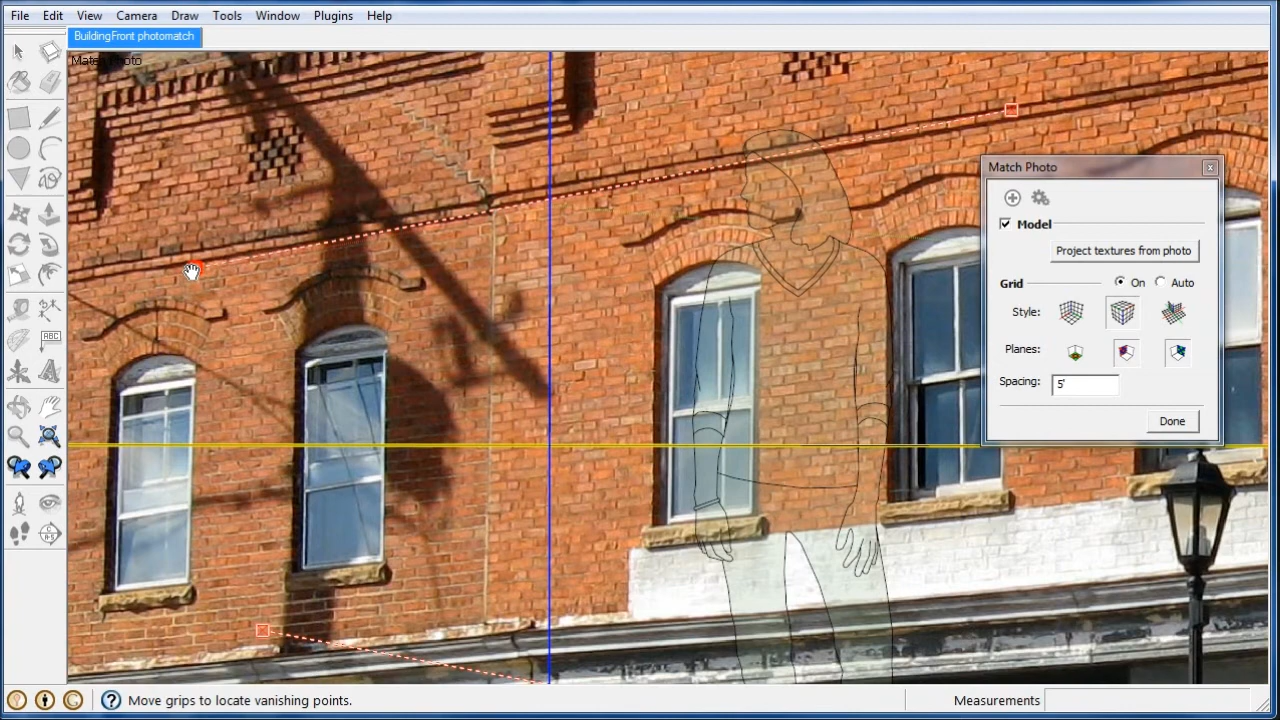 File Edit View Camera Draw Tools Window Plugins Help
BuildingFront photomatch
Match Photo
Match Photo
Model
Project textures from photo
Grid On Auto
Style:
Planes:
Spacing: 5'
Done
ABC
Move grips to locate vanishing points. Measurements